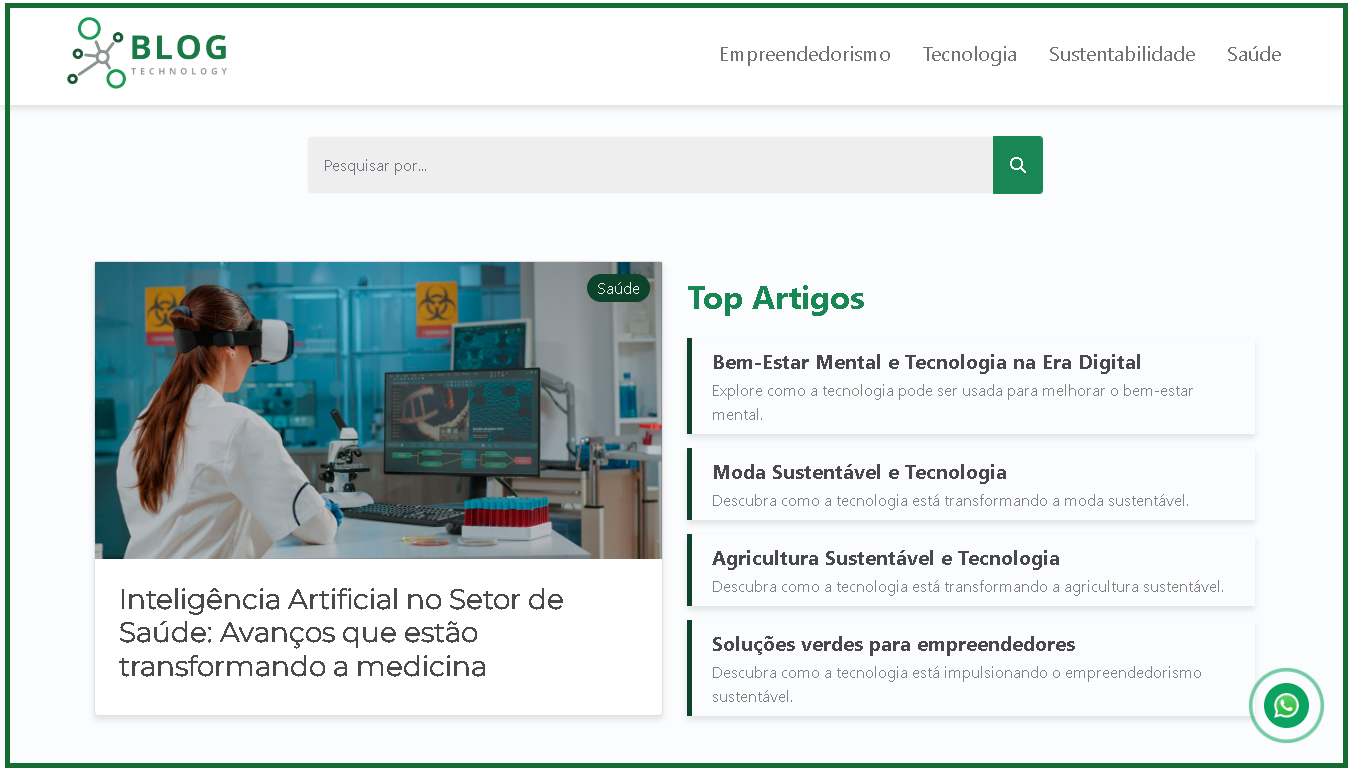 BLOG
TECHNOLOGY
Empreendedorismo
Tecnologia
Sustentabilidade
Saúde
Pesquisar por...
Saúde
Inteligência Artificial no Setor de
Saúde: Avanços que estão
transformando a medicina
Top Artigos
Bem-Estar Mental e Tecnologia na Era Digital
Explore como a tecnologia pode ser usada para melhorar o bem-estar
mental.
Moda Sustentável e Tecnologia
Descubra como a tecnologia está transformando a moda sustentável.
Agricultura Sustentável e Tecnologia
Descubra como a tecnologia está transformando a agricultura sustentável.
Soluções verdes para empreendedores
Descubra como a tecnologia está impulsionando o empreendedorismo
sustentável.